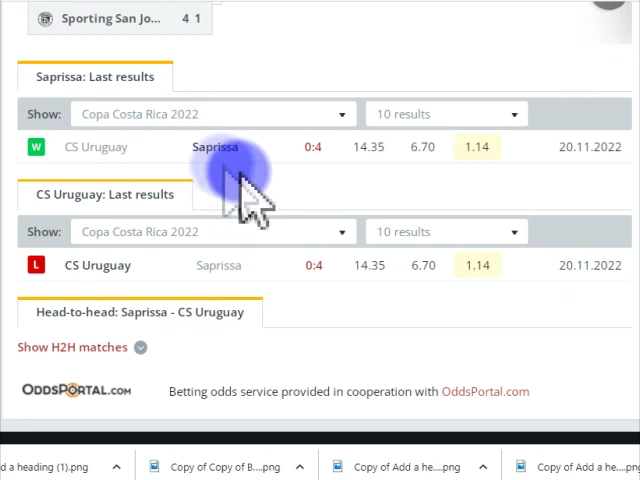 Sporting San Jo... 4 1
Saprissa: Last results
Show: Copa Costa Rica 2022 10 results
W CS Uruguay Saprissa 0:4 14.35 6.70 1.14 20.11.2022
CS Uruguay: Last results
Show: Copa Costa Rica 2022 10 results
L CS Uruguay Saprissa 0:4 14.35 6.70 1.14 20.11.2022
Head-to-head: Saprissa - CS Uruguay
Show H2H matches
ODDSPORTAL.COM Betting odds service provided in cooperation with OddsPortal.com
d a heading (1).png Copy of Copy of B....png Copy of Add a he....png Copy of Add a he....png